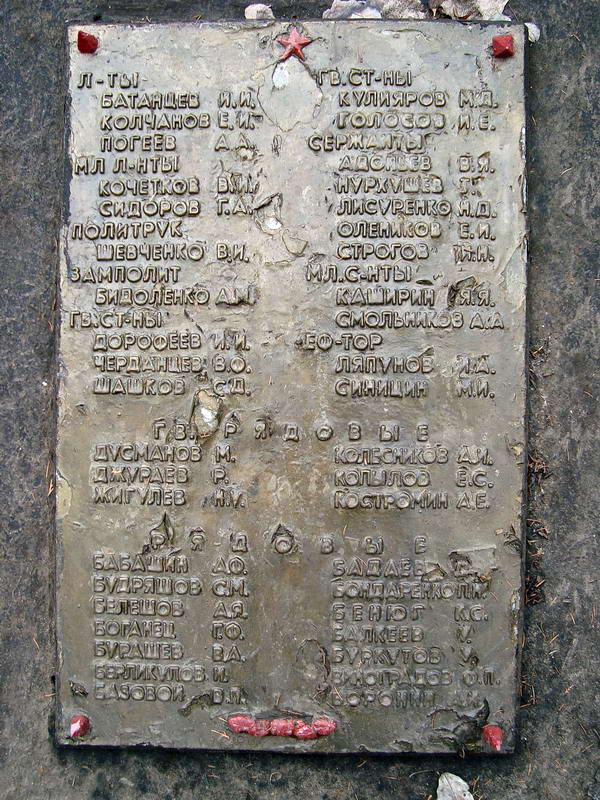 Л-ТЫ
БАТАНЦЕВ И.И.
КОЛЧАНОВ Е.И.
ПОГЕЕВ А.А.
МЛ Л-НТЫ
КОЧЕТКОВ В.И.
СИДОРОВ Г.А.
ПОЛИТРУК
ШЕВЧЕНКО В.И.
ЗАМПОЛИТ
БИДОЛЕНКО А.М.
ГВ.СТ-НЫ
ДОРОФЕЕВ И.И.
ЧЕРДАНЦЕВ В.Ф.
ШАШКОВ С.Д.
ГВ.СТ-НЫ
КУЛИЯРОВ М.Д.
ГОЛОСОВ И.Е.
СЕРЖАНТЫ
В.Я.
НУРХУШЕВ Г.
ЛИСУРЕНКО Н.Д.
ОЛЕНИКОВ Е.И.
СТРОГОВ
МЛ.С-НТЫ
КАШИРИН Я.Я.
СМОЛЬНИКОВ А.А
ЕФ-ТОР
ЛЯПУНОВ
СИНИЦИН М.И.
ГВ. РЯДОВЫЕ
ДУСМАНОВ М.
ДЖУРАЕВ Р.
ЖИГУЛЕВ Н.У.
КОЛЕСНИКОВ А.И.
КОПЫЛОВ Е.С.
КОСТРОМИН А.Е.
РЯДОВЫЕ
БАБАШИН А.Ф.
БУДРЯШОВ С.М.
БЕЛЕШОВ А.Я.
БОГАНЕЦ Г.Ф.
БУРАШЕВ В.А.
БЕРЛИКУЛОВ И.
БАЗОВОЙ В.П.
БАДАЕВ
БОНДАРЕНКО П.И.
БЕНЮГ К.С.
БАЛКЕЕВ У.
БУРКУТОВ У.
ВИНОГРАДОВ Ф.П.
ВОРОНИН